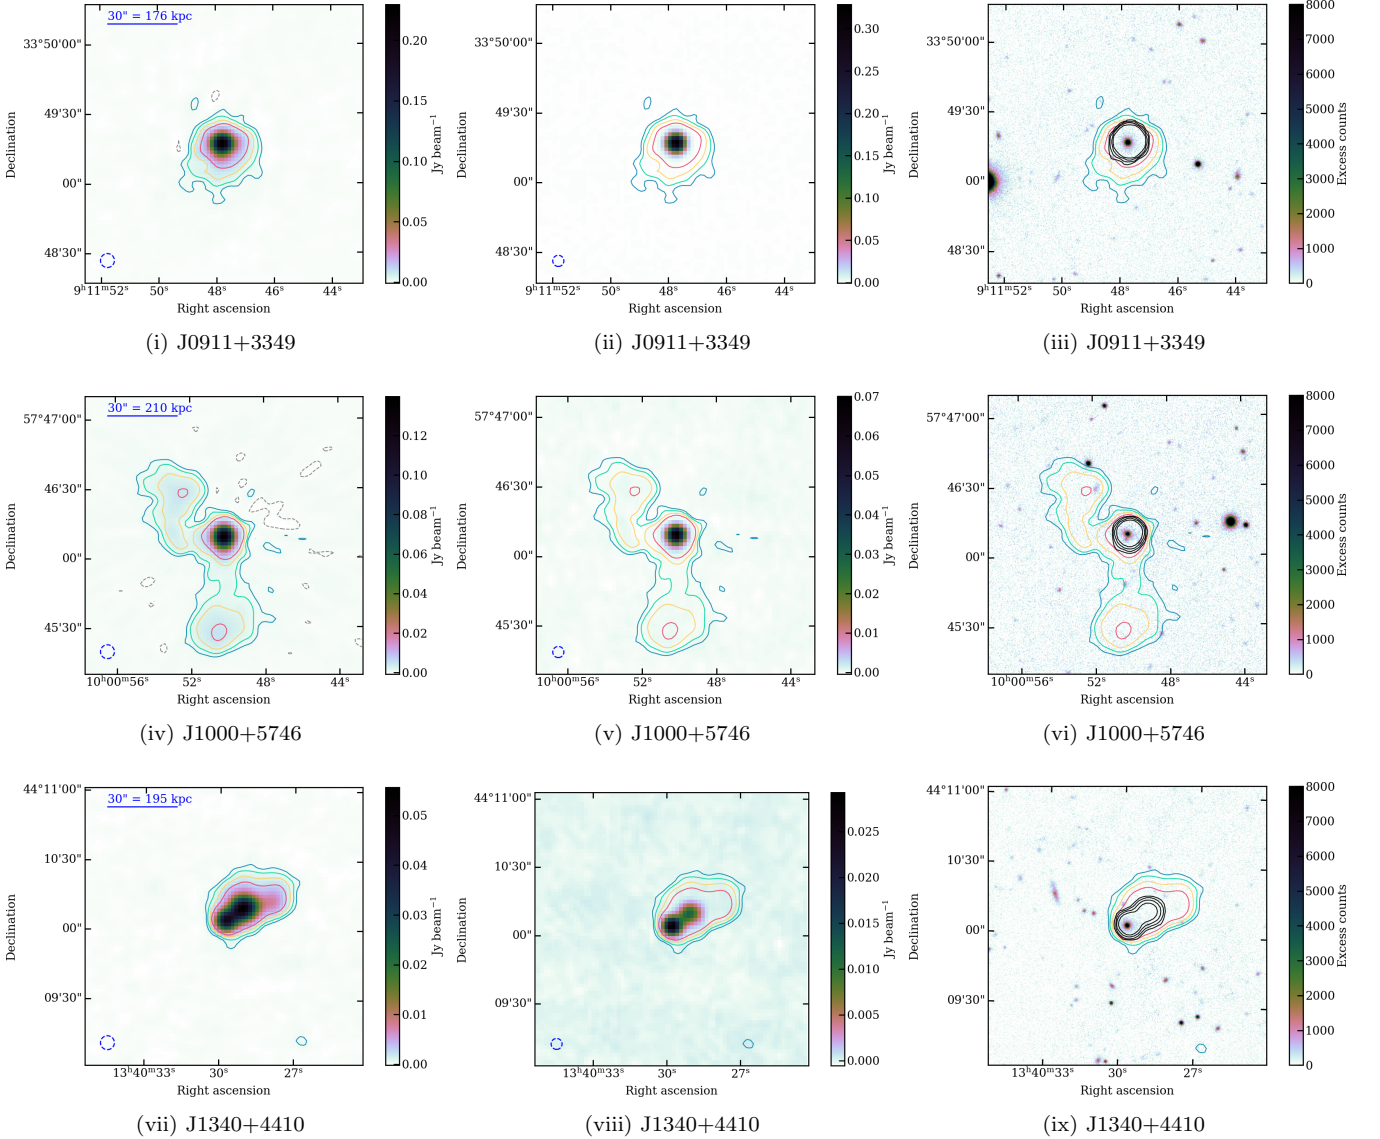 30" = 176 kpc
33°50'00"
49'30"
00"
48'30"
Declination
9ʰ11ᵐ52ˢ
50ˢ
48ˢ
46ˢ
44ˢ
Right ascension
0.20
0.15
0.10
0.05
0.00
Jy beam⁻¹
(i) J0911+3349
33°50'00"
49'30"
00"
48'30"
Declination
9ʰ11ᵐ52ˢ
50ˢ
48ˢ
46ˢ
44ˢ
Right ascension
0.30
0.25
0.20
0.15
0.10
0.05
0.00
Jy beam⁻¹
(ii) J0911+3349
33°50'00"
49'30"
00"
48'30"
Declination
9ʰ11ᵐ52ˢ
50ˢ
48ˢ
46ˢ
44ˢ
Right ascension
8000
7000
6000
5000
4000
3000
2000
1000
0
Excess counts
(iii) J0911+3349
30" = 210 kpc
57°47'00"
46'30"
00"
45'30"
Declination
10ʰ00ᵐ56ˢ
52ˢ
48ˢ
44ˢ
Right ascension
0.12
0.10
0.08
0.06
0.04
0.02
0.00
Jy beam⁻¹
(iv) J1000+5746
57°47'00"
46'30"
00"
45'30"
Declination
10ʰ00ᵐ56ˢ
52ˢ
48ˢ
44ˢ
Right ascension
0.07
0.06
0.05
0.04
0.03
0.02
0.01
0.00
Jy beam⁻¹
(v) J1000+5746
57°47'00"
46'30"
00"
45'30"
Declination
10ʰ00ᵐ56ˢ
52ˢ
48ˢ
44ˢ
Right ascension
8000
7000
6000
5000
4000
3000
2000
1000
0
Excess counts
(vi) J1000+5746
30" = 195 kpc
44°11'00"
10'30"
00"
09'30"
Declination
13ʰ40ᵐ33ˢ
30ˢ
27ˢ
Right ascension
0.05
0.04
0.03
0.02
0.01
0.00
Jy beam⁻¹
(vii) J1340+4410
44°11'00"
10'30"
00"
09'30"
Declination
13ʰ40ᵐ33ˢ
30ˢ
27ˢ
Right ascension
0.025
0.020
0.015
0.010
0.005
0.000
Jy beam⁻¹
(viii) J1340+4410
44°11'00"
10'30"
00"
09'30"
Declination
13ʰ40ᵐ33ˢ
30ˢ
27ˢ
Right ascension
8000
7000
6000
5000
4000
3000
2000
1000
0
Excess counts
(ix) J1340+4410